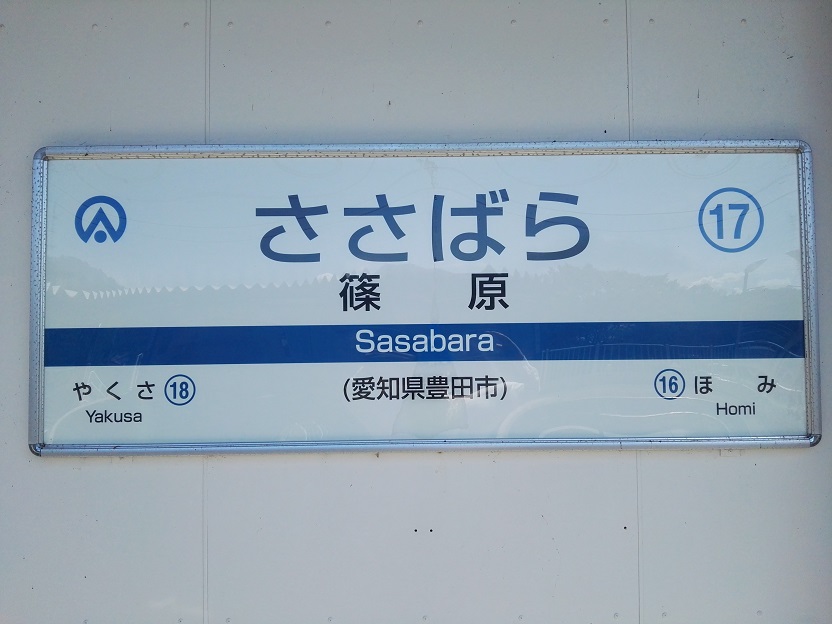 ささばら
17
篠原
Sasabara
やくさ 18
Yakusa
(愛知県豊田市)
16 ほみ
Homi